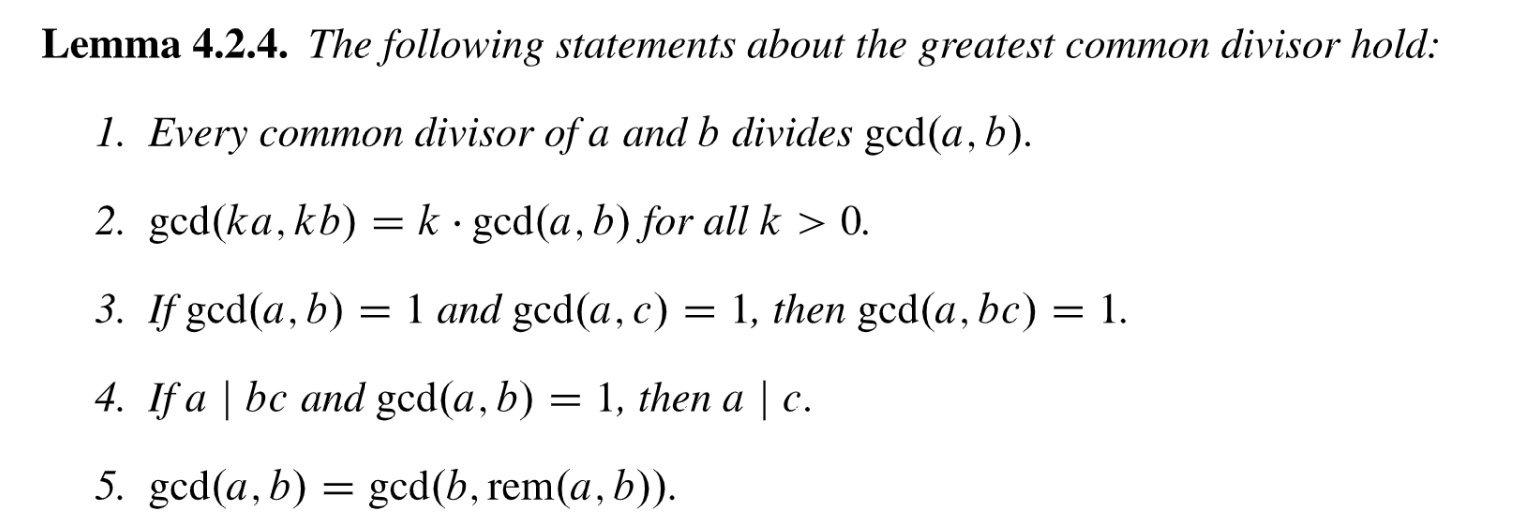 Lemma 4.2.4. The following statements about the greatest common divisor hold:
1. Every common divisor of a and b divides gcd(a, b).
2. gcd(ka, kb) = k · gcd(a, b) for all k > 0.
3. If gcd(a, b) = 1 and gcd(a, c) = 1, then gcd(a, bc) = 1.
4. If a | bc and gcd(a, b) = 1, then a | c.
5. gcd(a, b) = gcd(b, rem(a, b)).